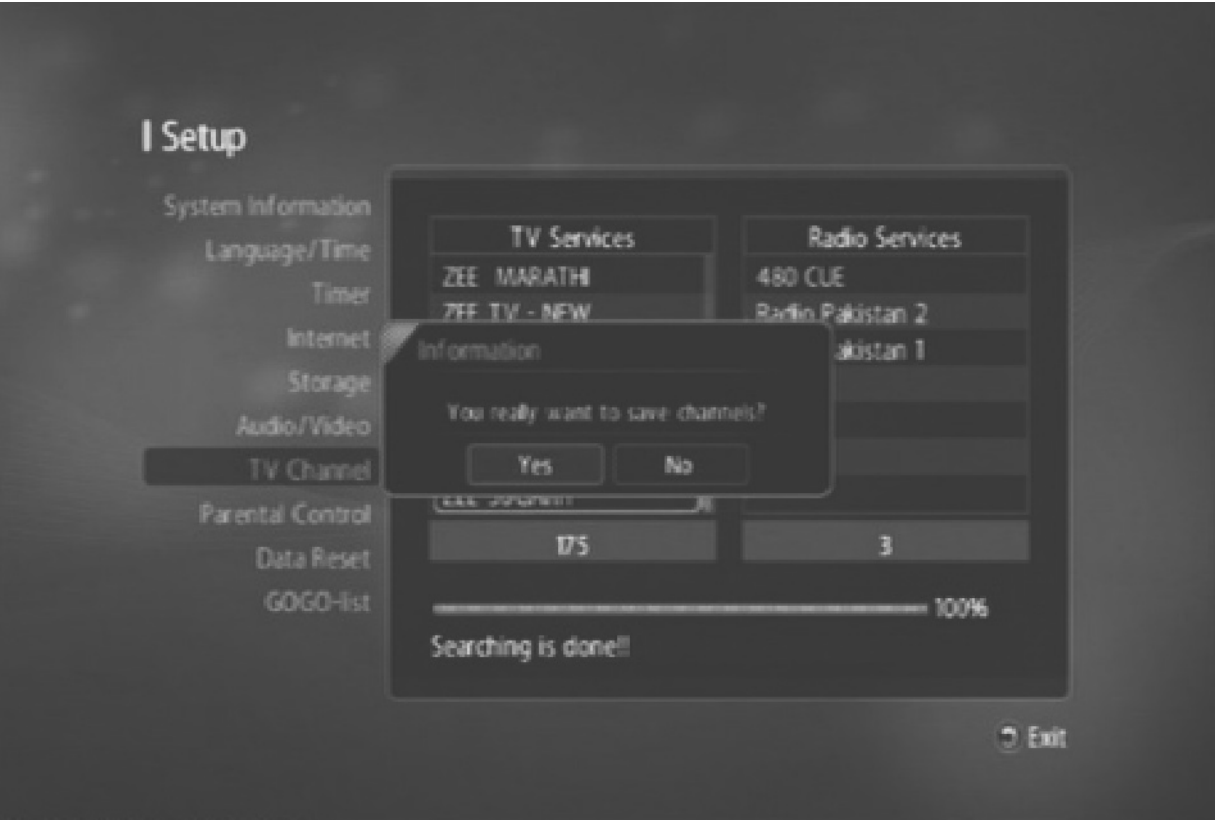 Setup
System Information
Language/Time
Timer
Internet
Storage
Audio/Video
TV Channel
Parental Control
Data Reset
GOGO-list
TV Services
ZEE MARATHI
ZEE TV - NEW
Radio Services
480 CUE
Radio Pakistan 2
akistan 1
Information
You really want to save channels?
Yes No
ZEE
175
3
100%
Searching is done!!
Exit